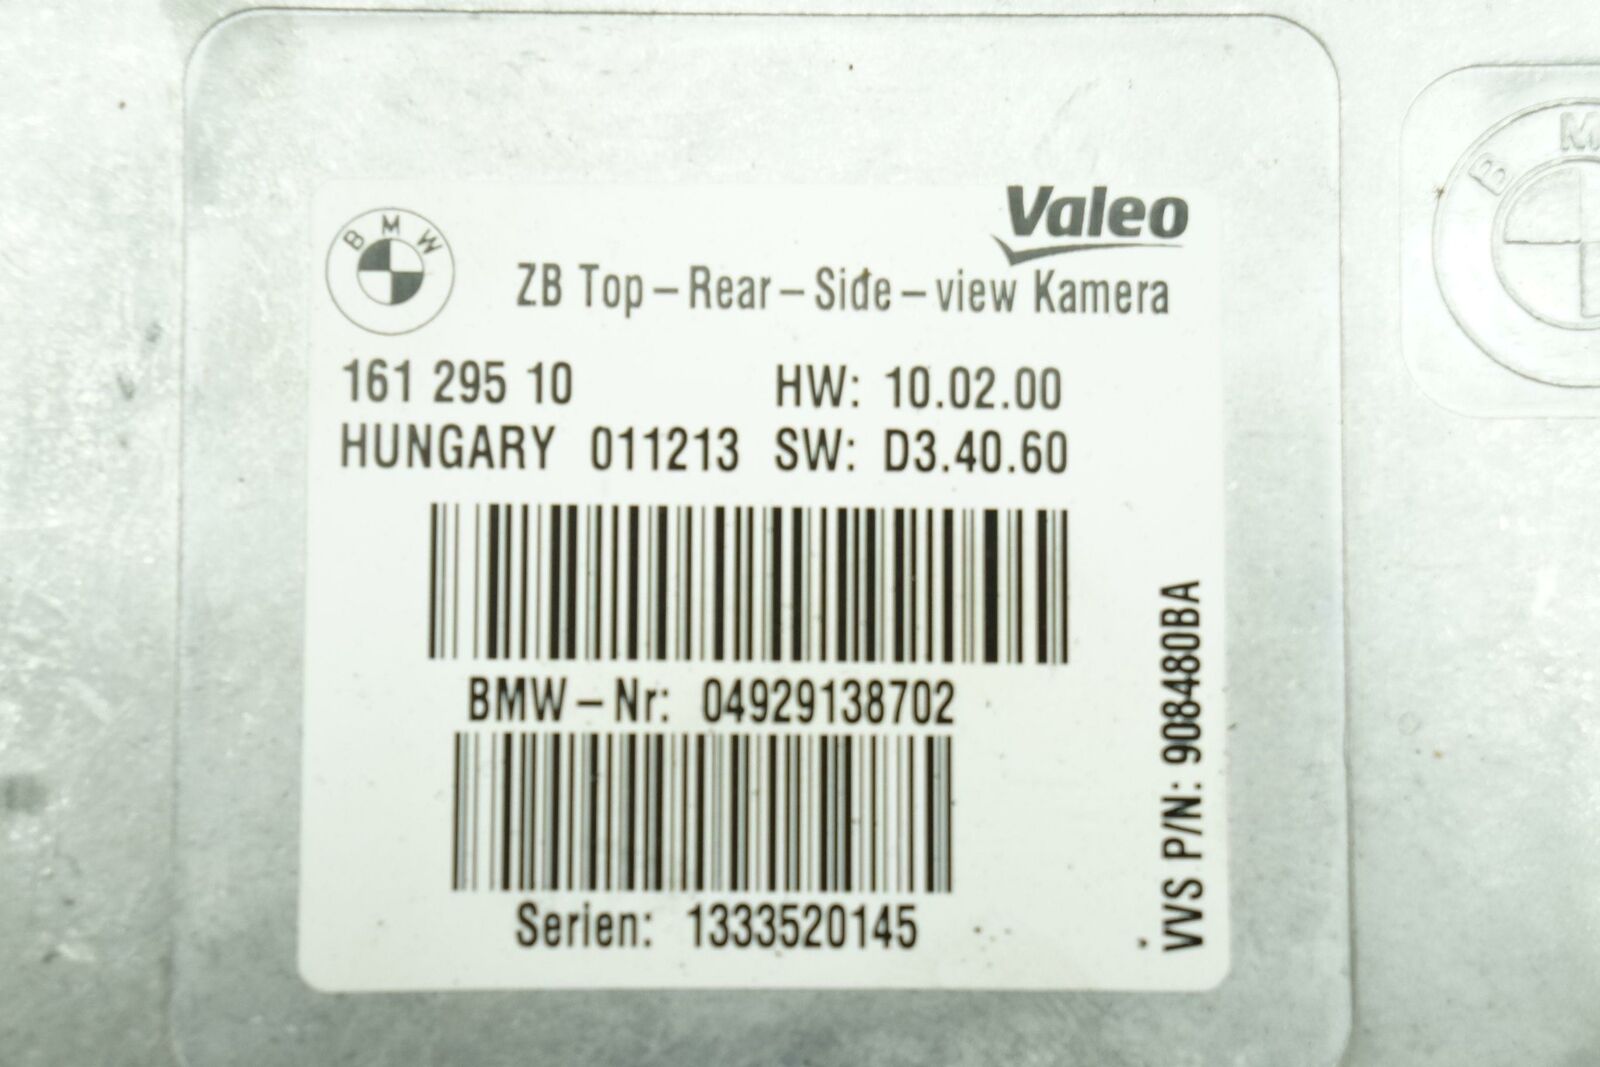 BMW
Valeo
ZB Top-Rear-Side-view Kamera
161 295 10 HW: 10.02.00
HUNGARY 011213 SW: D3.40.60
BMW-Nr: 04929138702
Serien: 1333520145
VVS P/N: 908480BA
B M